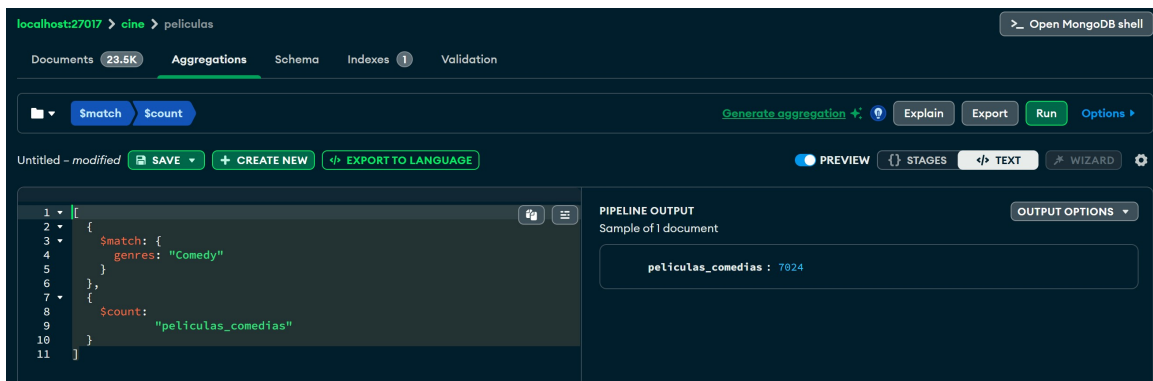 localhost:27017 > cine > peliculas
>_ Open MongoDB shell
Documents 23.5K Aggregations Schema Indexes 1 Validation
$match $count
Generate aggregation Explain Export Run Options
Untitled – modified SAVE + CREATE NEW </> EXPORT TO LANGUAGE
PREVIEW {} STAGES </> TEXT WIZARD
1 [
2 {
3 $match: {
4 genres: "Comedy"
5 }
6 },
7 {
8 $count:
9 "peliculas_comedias"
10 }
11 ]
PIPELINE OUTPUT
Sample of 1 document
OUTPUT OPTIONS
peliculas_comedias : 7024